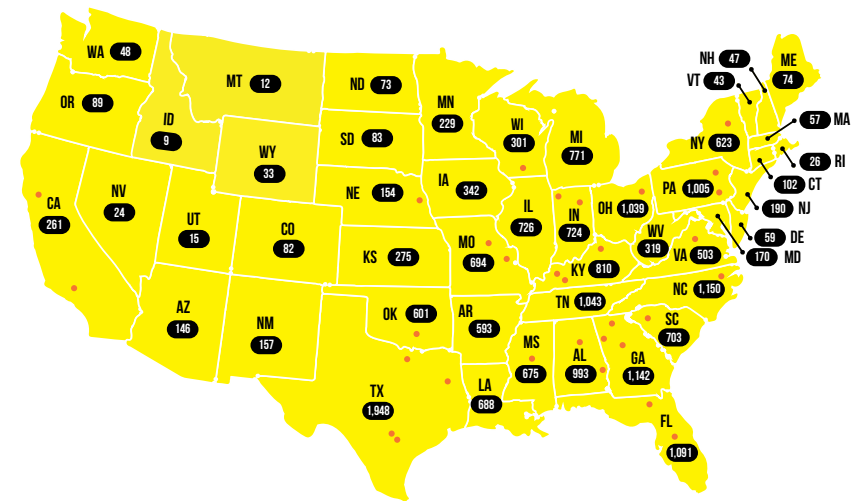 WA 48
OR 89
ID
9
MT 12
WY
33
ND 73
SD 83
NE 154
KS 275
MN
229
IA 342
WI
301
MI
771
IL
726
IN
724
OH 1,039
MO
694
KY 810
WV
319
VA 503
PA 1,005
NY 623
NH 47
VT 43
ME
74
57 MA
26 RI
102 CT
190 NJ
59 DE
170 MD
CA
261
NV
24
UT
15
CO
82
AZ
146
NM
157
OK 601
AR
593
TN 1,043
NC 1,150
SC
703
MS
675
AL
993
GA
1,142
TX
1,948
LA
688
FL
1,091